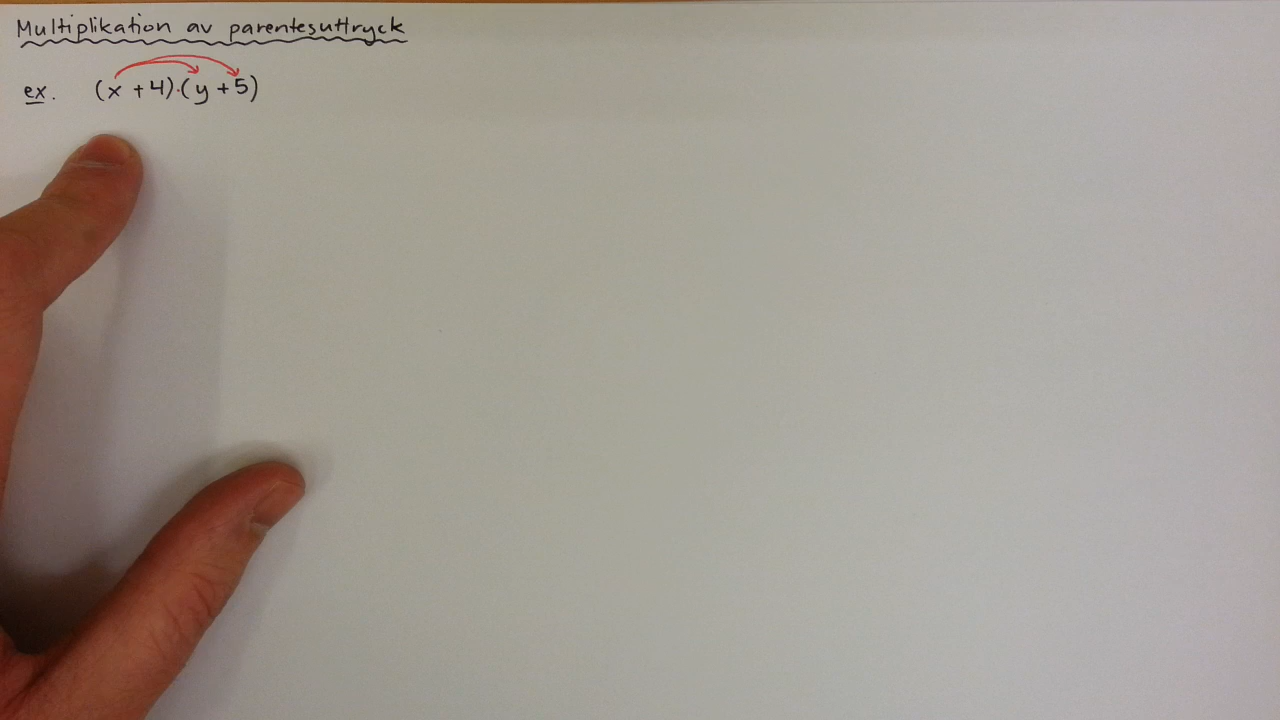 Multiplikation av parentesuttryck
ex. (x + 4)·(y + 5)